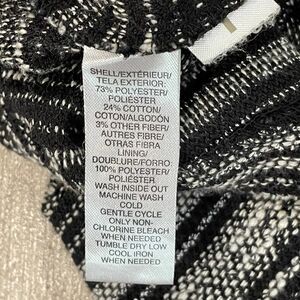 SHELL/EXTÉRIEUR/
TELA EXTERIOR:
73% POLYESTER/
POLIÉSTER
24% COTTON/
COTON/ALGODÓN
3% OTHER FIBER/
AUTRES FIBRE/
OTRAS FIBRA
LINING/
DOUBLURE/FORRO:
100% POLYESTER/
POLIÉSTER
WASH INSIDE OUT
MACHINE WASH
COLD
GENTLE CYCLE
ONLY NON-
CHLORINE BLEACH
WHEN NEEDED
TUMBLE DRY LOW
COOL IRON
WHEN NEEDED